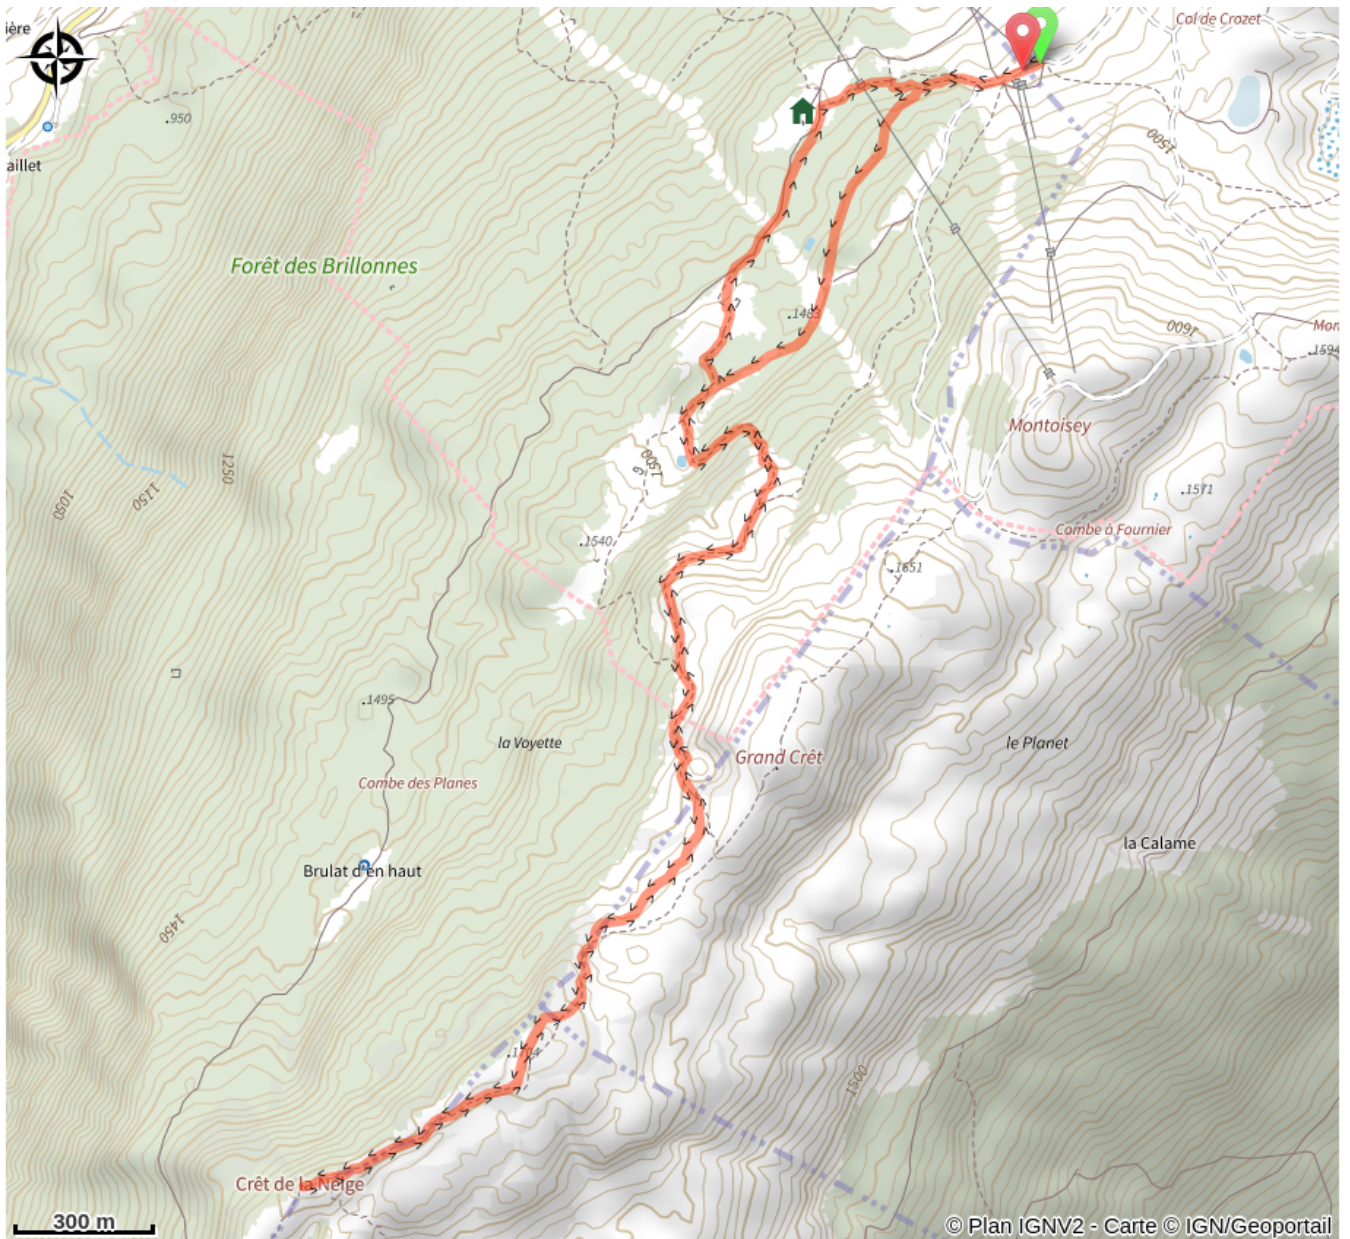 ière
Col de Crozet
.950
1500
aillet
Forêt des Brillonnes
.1483
1600
Mon
.1594
Montoisey
1500
1250
1050
1150
.1571
Combe à Fournier
.1540
.1651
.1495
la Voyette
le Planet
Grand Crêt
Combe des Planes
la Calame
Brulat d'en haut
1450
.1704
1500
Crêt de la Neige
300 m
© Plan IGNV2 - Carte © IGN/Geoportail